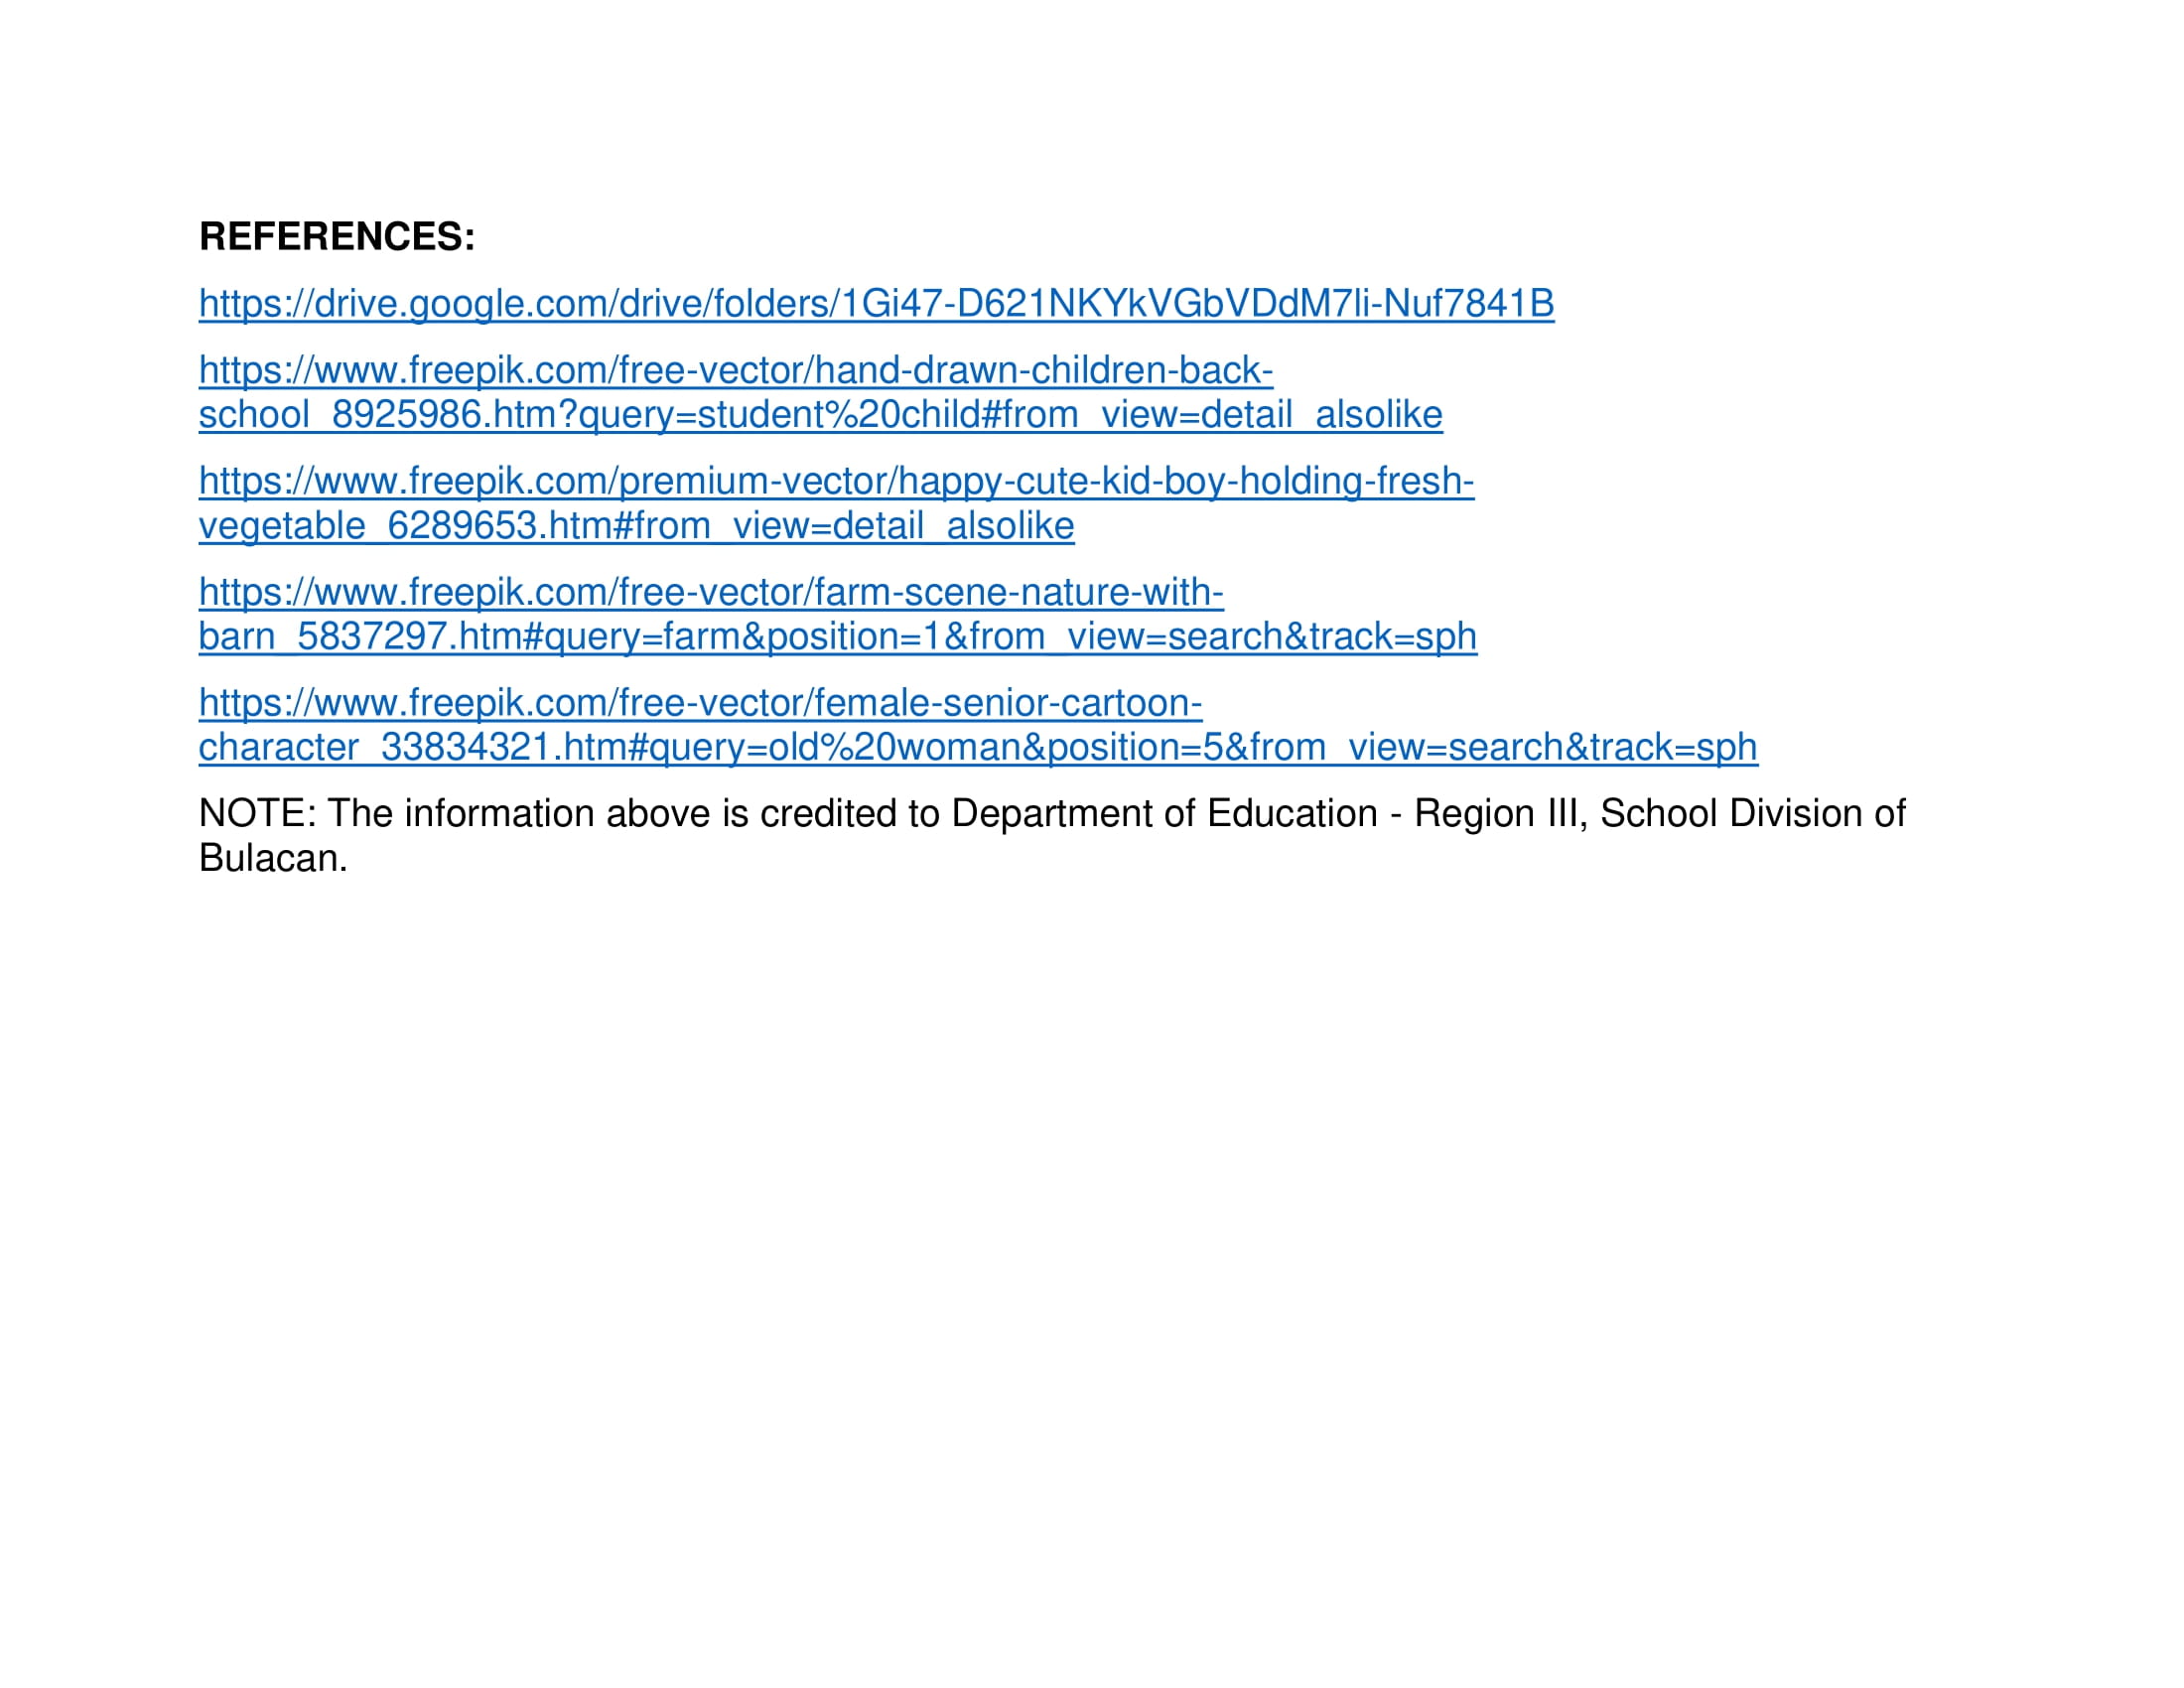 REFERENCES:
https://drive.google.com/drive/folders/1Gi47-D621NKYkVGbVDdM7li-Nuf7841B
https://www.freepik.com/free-vector/hand-drawn-children-back-
school_8925986.htm?query=student%20child#from_view=detail_alsolike
https://www.freepik.com/premium-vector/happy-cute-kid-boy-holding-fresh-
vegetable_6289653.htm#from_view=detail_alsolike
https://www.freepik.com/free-vector/farm-scene-nature-with-
barn_5837297.htm#query=farm&position=1&from_view=search&track=sph
https://www.freepik.com/free-vector/female-senior-cartoon-
character_33834321.htm#query=old%20woman&position=5&from_view=search&track=sph
NOTE: The information above is credited to Department of Education - Region III, School Division of
Bulacan.